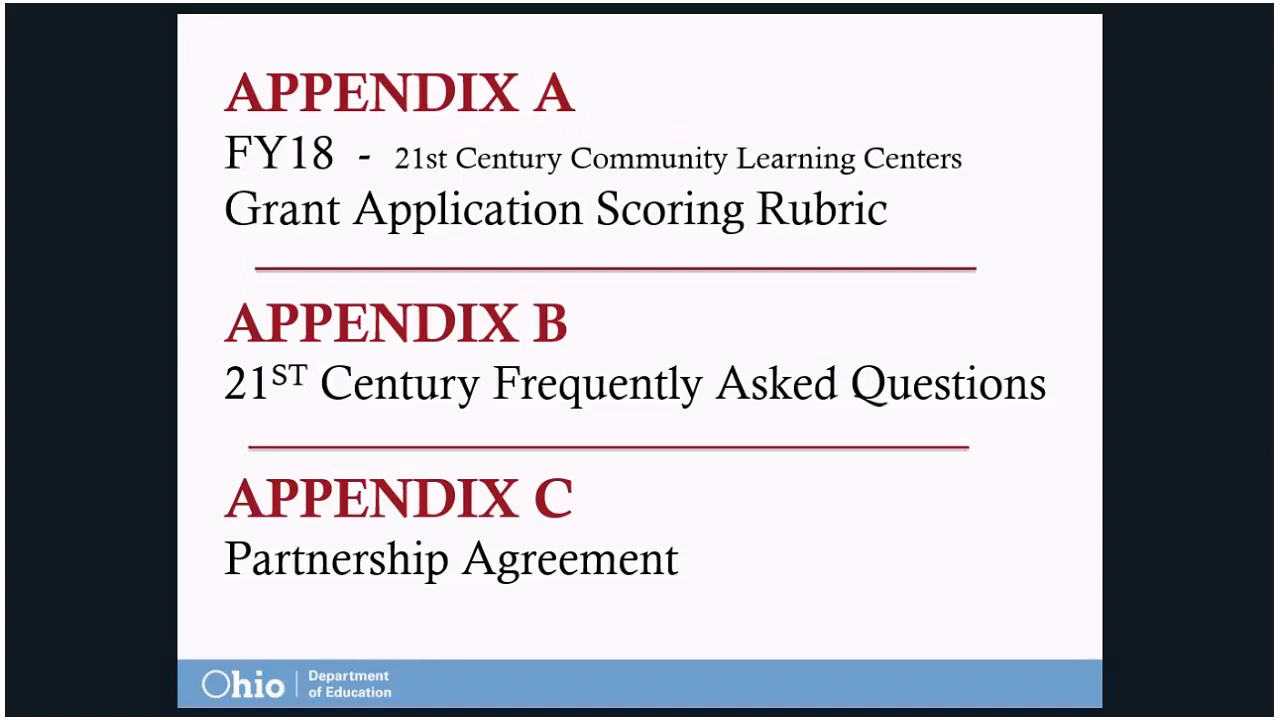 APPENDIX A
FY18 - 21st Century Community Learning Centers
Grant Application Scoring Rubric
APPENDIX B
21ST Century Frequently Asked Questions
APPENDIX C
Partnership Agreement
Ohio
Department
of Education